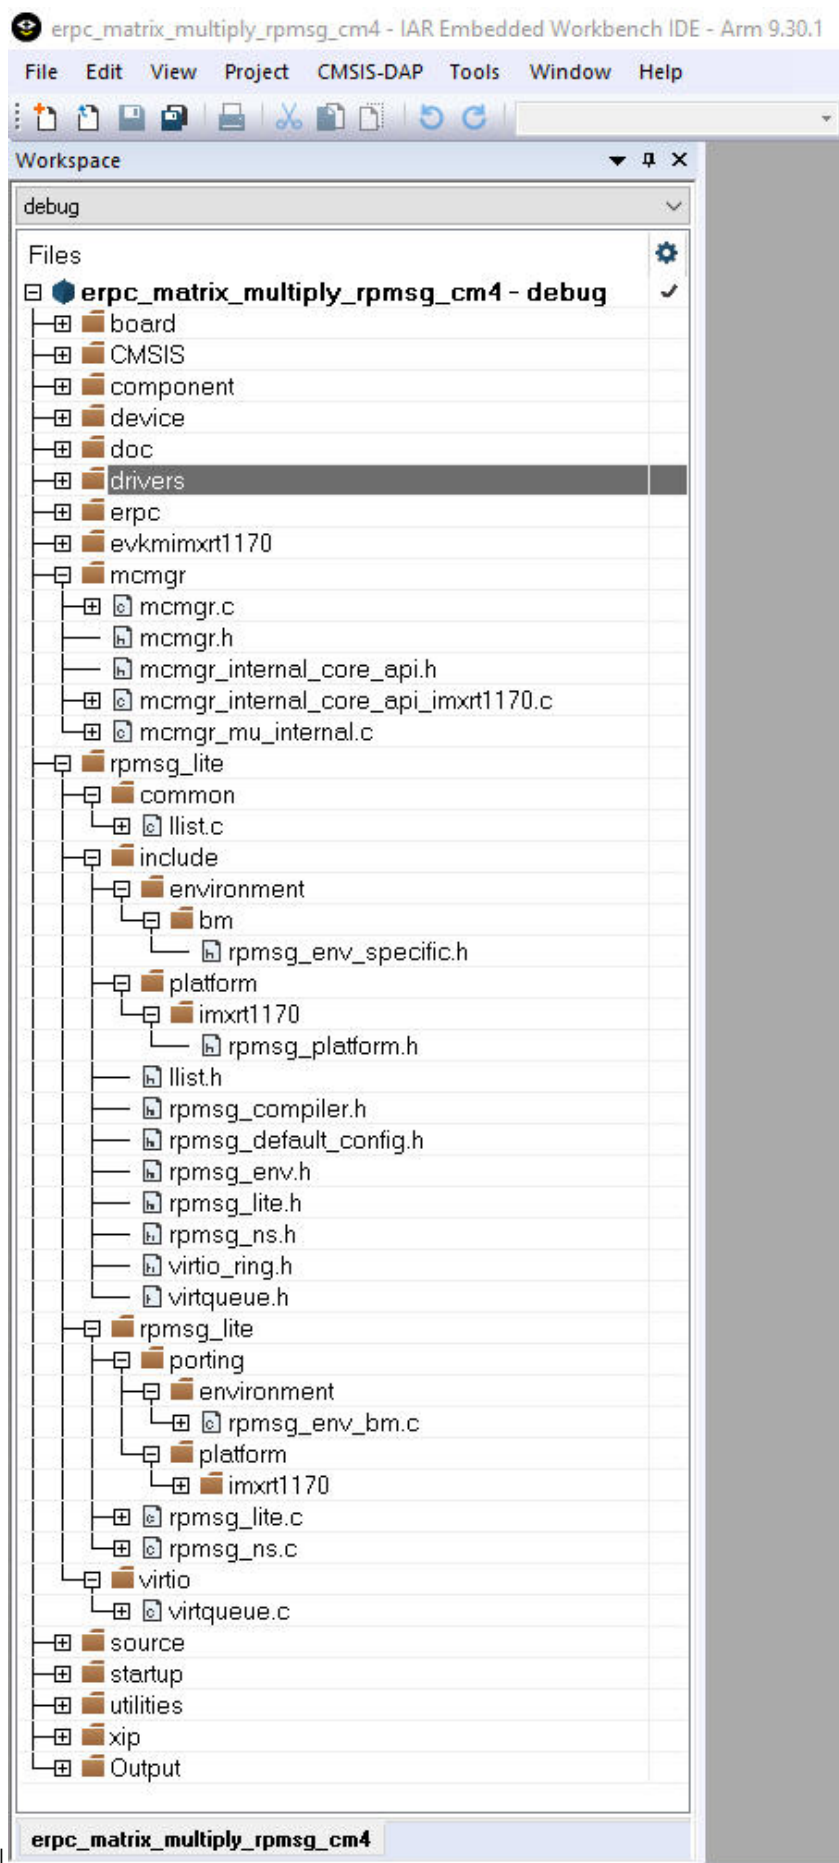 erpc_matrix_multiply_rpmsg_cm4 - IAR Embedded Workbench IDE - Arm 9.30.1
File Edit View Project CMSIS-DAP Tools Window Help
Workspace
debug
Files
erpc_matrix_multiply_rpmsg_cm4 - debug
board
CMSIS
component
device
doc
drivers
erpc
evkmimxrt1170
mcmgr
mcmgr.c
mcmgr.h
mcmgr_internal_core_api.h
mcmgr_internal_core_api_imxrt1170.c
mcmgr_mu_internal.c
rpmsg_lite
common
llist.c
include
environment
bm
rpmsg_env_specific.h
platform
imxrt1170
rpmsg_platform.h
llist.h
rpmsg_compiler.h
rpmsg_default_config.h
rpmsg_env.h
rpmsg_lite.h
rpmsg_ns.h
virtio_ring.h
virtqueue.h
rpmsg_lite
porting
environment
rpmsg_env_bm.c
platform
imxrt1170
rpmsg_lite.c
rpmsg_ns.c
virtio
virtqueue.c
source
startup
utilities
xip
Output
erpc_matrix_multiply_rpmsg_cm4